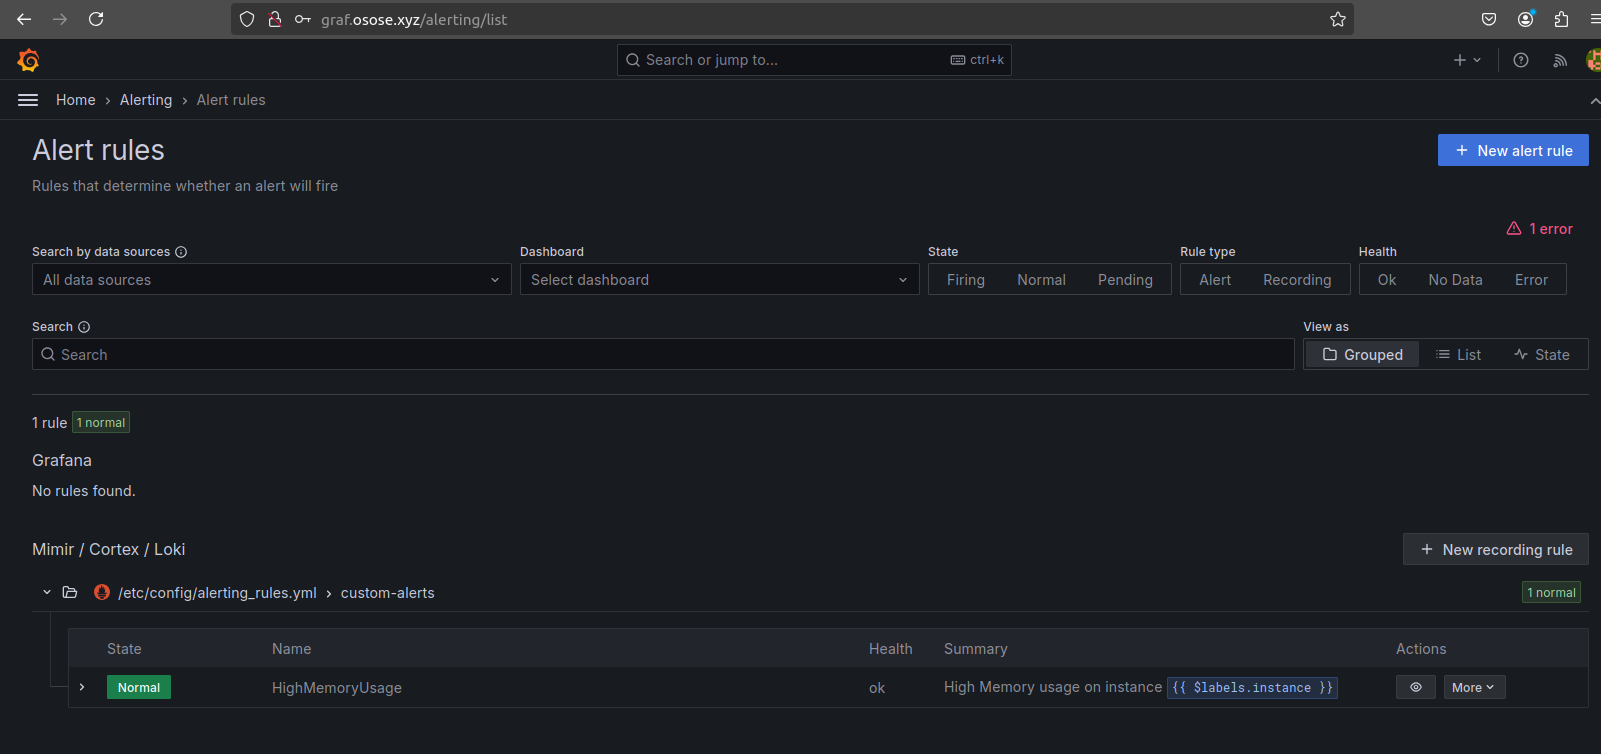 graf.osose.xyz/alerting/list
Search or jump to... ctrl+k
Home › Alerting › Alert rules
Alert rules
+ New alert rule
Rules that determine whether an alert will fire
1 error
Search by data sources Dashboard State Rule type Health
All data sources Select dashboard Firing Normal Pending Alert Recording Ok No Data Error
Search View as
Search Grouped List State
1 rule 1 normal
Grafana
No rules found.
Mimir / Cortex / Loki + New recording rule
/etc/config/alerting_rules.yml › custom-alerts 1 normal
State Name Health Summary Actions
Normal HighMemoryUsage ok High Memory usage on instance {{ $labels.instance }} More